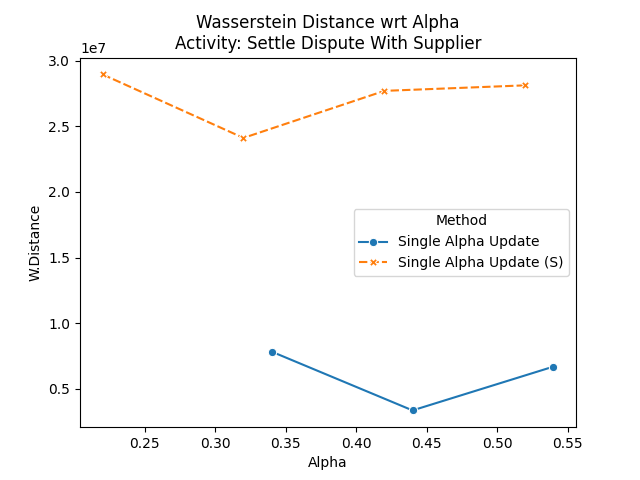 Wasserstein Distance wrt Alpha
Activity: Settle Dispute With Supplier
1e7
3.0
2.5
2.0
1.5
1.0
0.5
W.Distance
Method
Single Alpha Update
Single Alpha Update (S)
0.25 0.30 0.35 0.40 0.45 0.50 0.55
Alpha